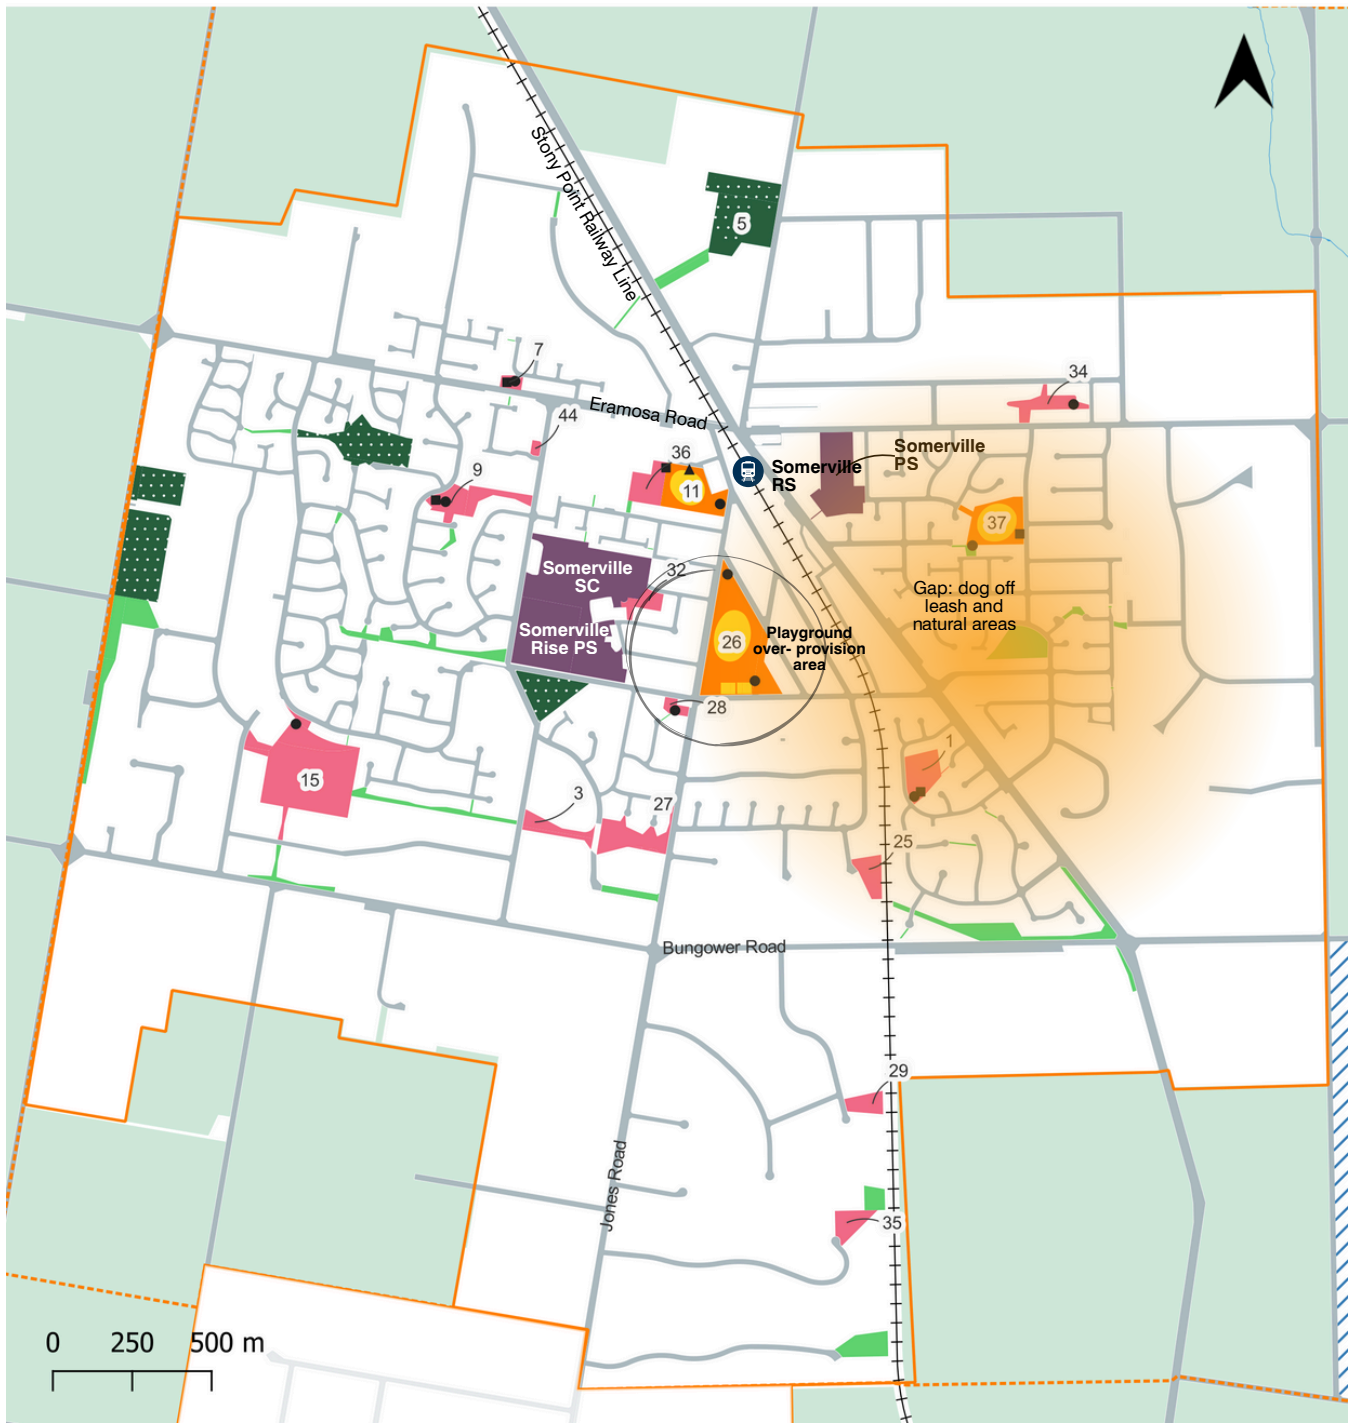 Stony Point Railway Line
5
7
34
44
Eramosa Road
36
Somerville
PS
Somerville
RS
9
11
37
Somerville
SC
32
Gap: dog off
leash and
natural areas
Somerville
Rise PS
26
Playground
over- provision
area
28
1
15
3
27
25
Bungower Road
29
Jones Road
35
0 250 500 m